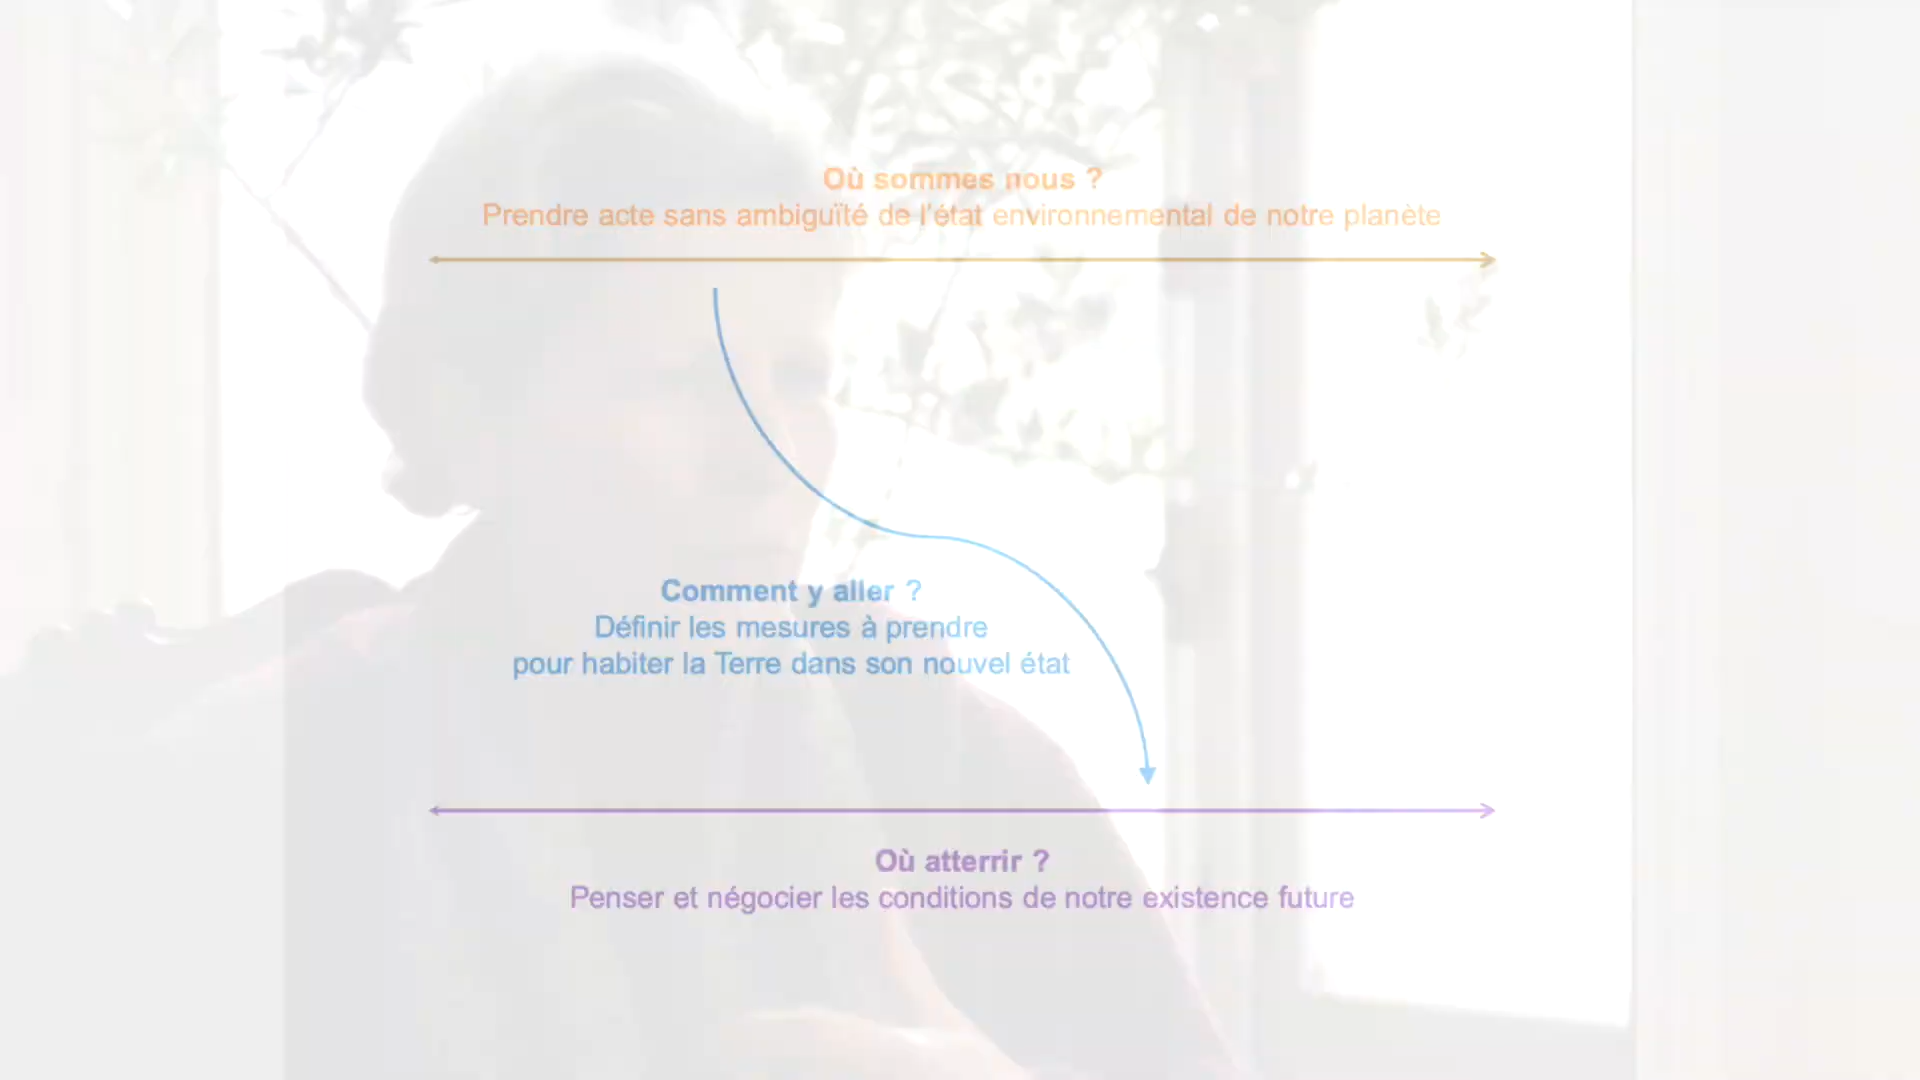 Où sommes nous ?
Prendre acte sans ambiguïté de l'état environnemental de notre planète
Comment y aller ?
Définir les mesures à prendre
pour habiter la Terre dans son nouvel état
Où atterrir ?
Penser et négocier les conditions de notre existence future